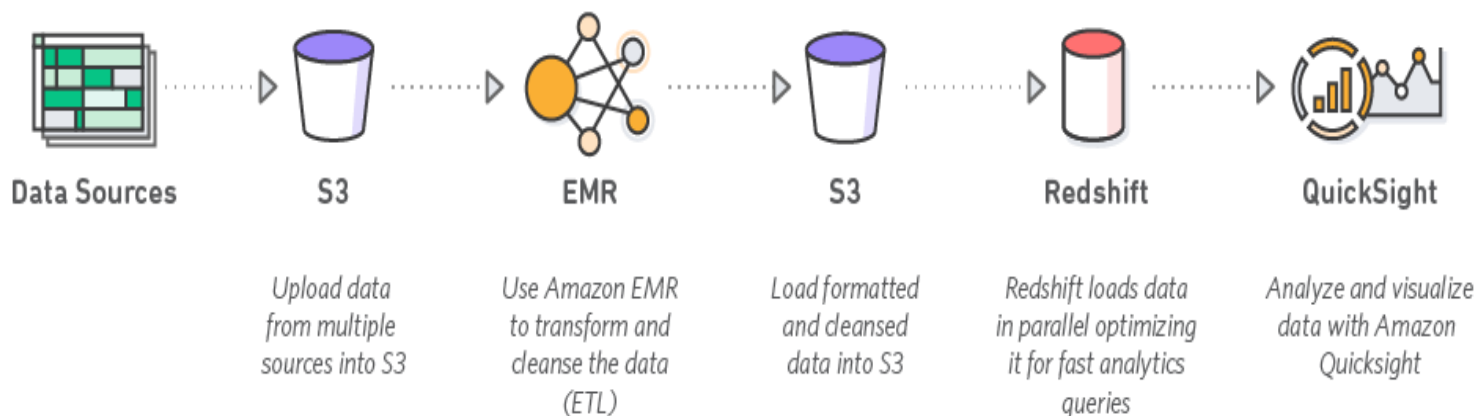 Data Sources
S3
EMR
S3
Redshift
QuickSight
Upload data
from multiple
sources into S3
Use Amazon EMR
to transform and
cleanse the data
(ETL)
Load formatted
and cleansed
data into S3
Redshift loads data
in parallel optimizing
it for fast analytics
queries
Analyze and visualize
data with Amazon
Quicksight